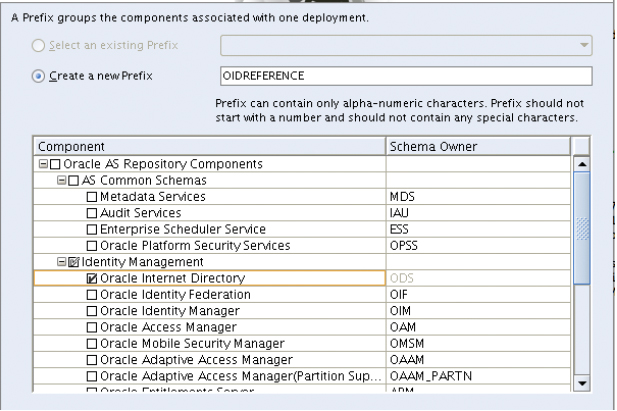 A Prefix groups the components associated with one deployment.
Select an existing Prefix
Create a new Prefix
OIDREFERENCE
Prefix can contain only alpha-numeric characters. Prefix should not
start with a number and should not contain any special characters.
Component Schema Owner
Oracle AS Repository Components
AS Common Schemas
Metadata Services MDS
Audit Services IAU
Enterprise Scheduler Service ESS
Oracle Platform Security Services OPSS
Identity Management
Oracle Internet Directory ODS
Oracle Identity Federation OIF
Oracle Identity Manager OIM
Oracle Access Manager OAM
Oracle Mobile Security Manager OMSM
Oracle Adaptive Access Manager OAAM
Oracle Adaptive Access Manager(Partition Sup... OAAM_PARTN
Oracle Entitlements Server APM